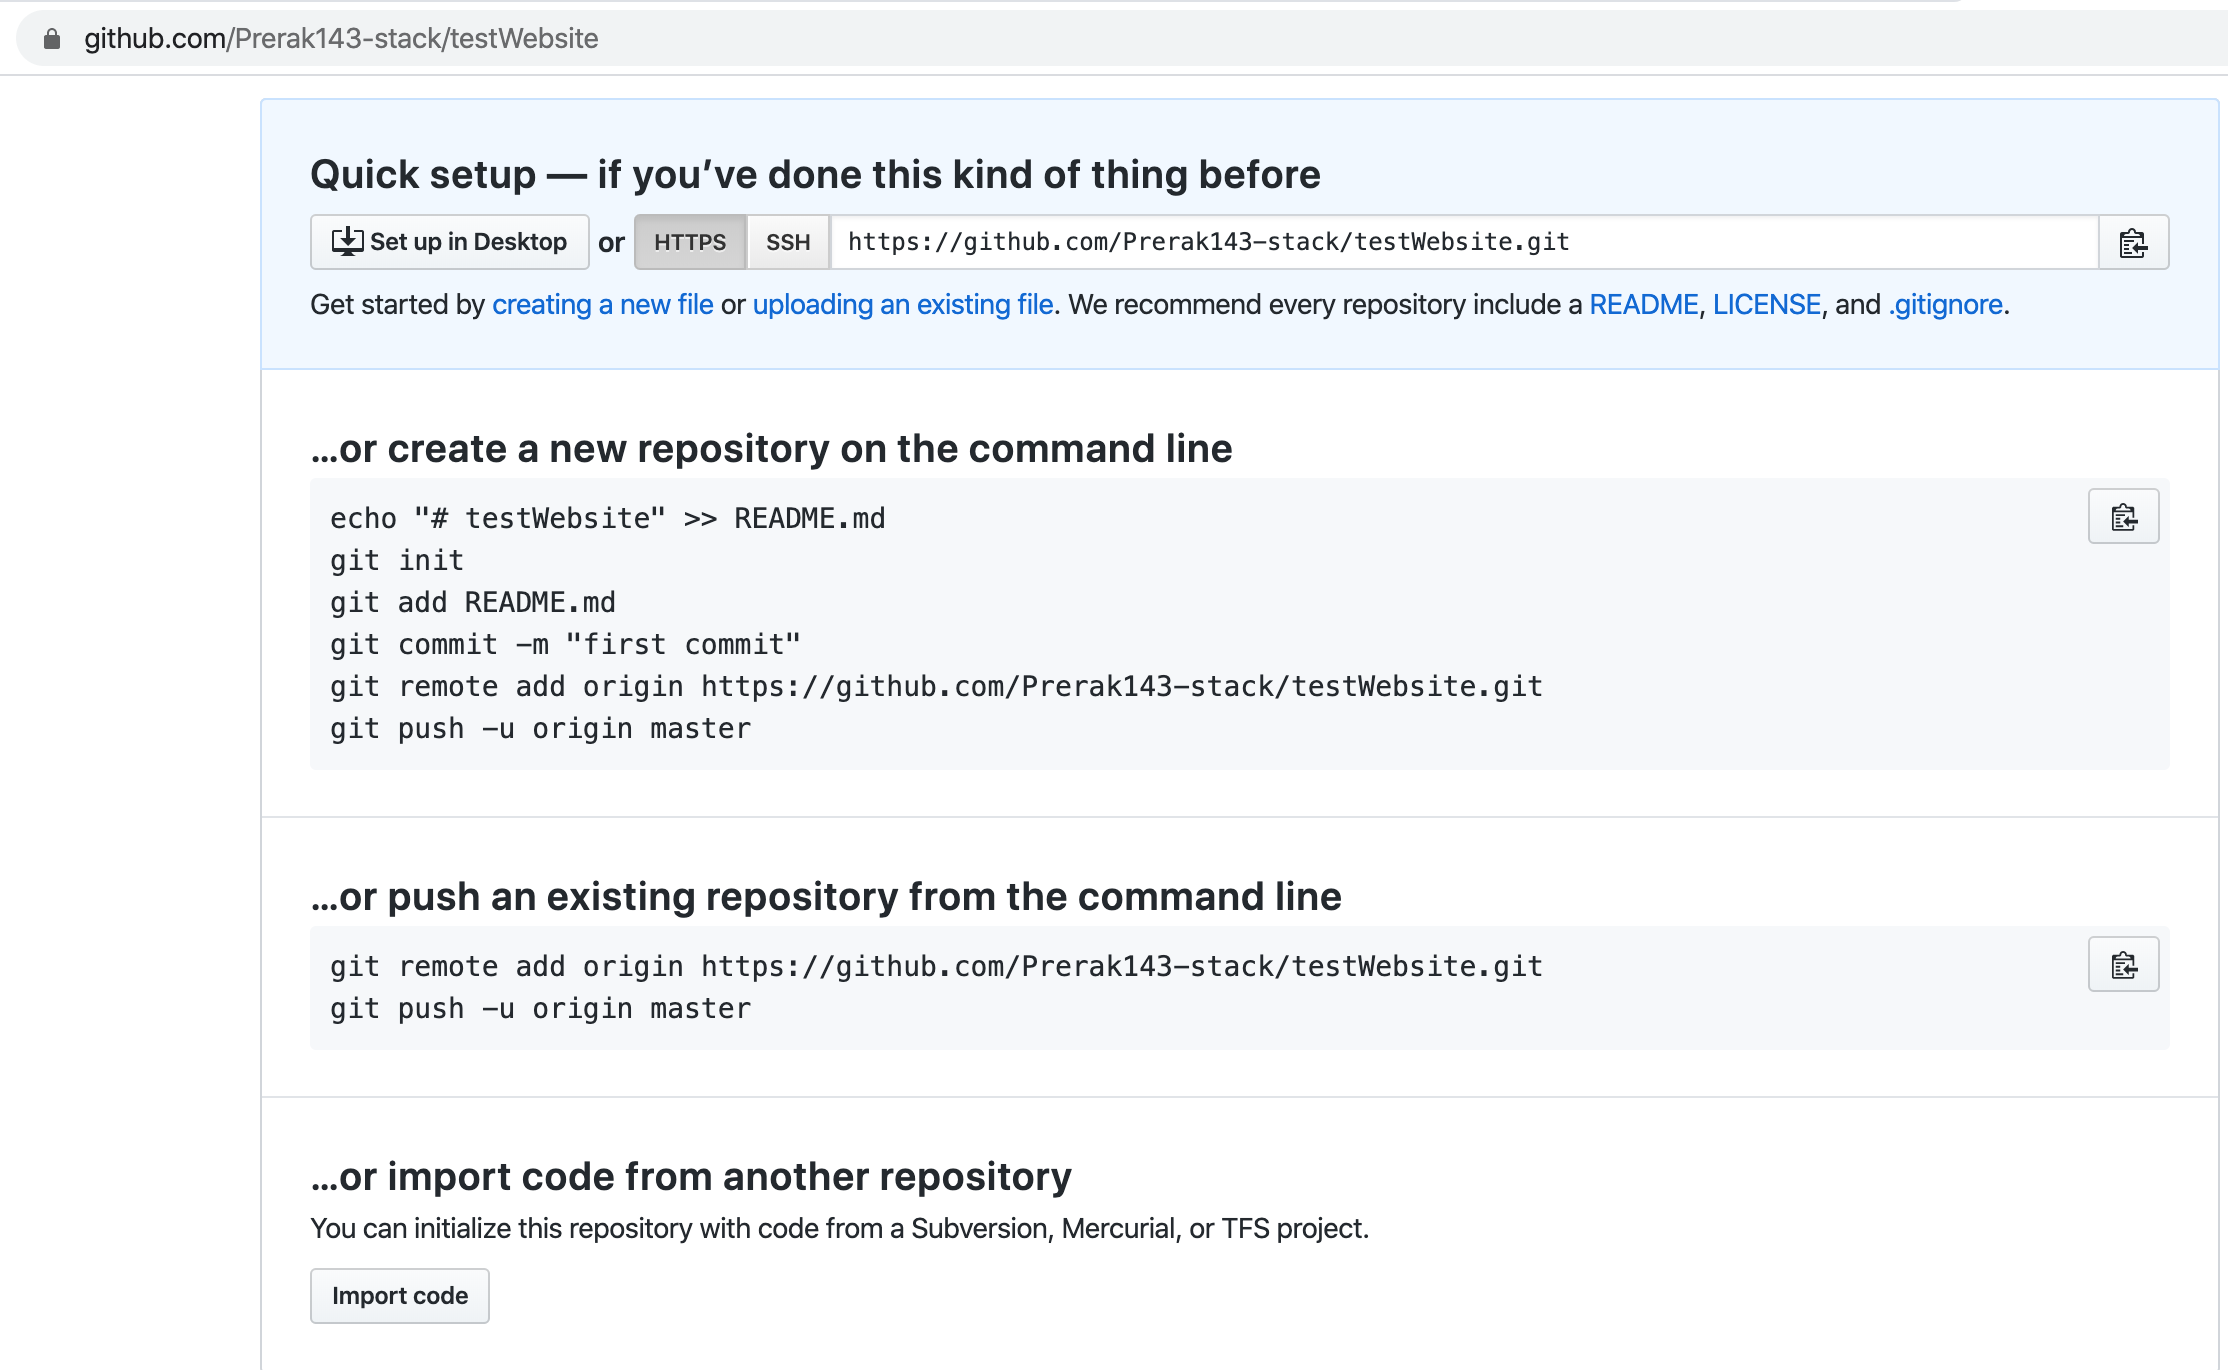 github.com/Prerak143-stack/testWebsite
Quick setup — if you’ve done this kind of thing before
Set up in Desktop or HTTPS SSH https://github.com/Prerak143-stack/testWebsite.git
Get started by creating a new file or uploading an existing file. We recommend every repository include a README, LICENSE, and .gitignore.
…or create a new repository on the command line
echo "# testWebsite" >> README.md
git init
git add README.md
git commit -m "first commit"
git remote add origin https://github.com/Prerak143-stack/testWebsite.git
git push -u origin master
…or push an existing repository from the command line
git remote add origin https://github.com/Prerak143-stack/testWebsite.git
git push -u origin master
…or import code from another repository
You can initialize this repository with code from a Subversion, Mercurial, or TFS project.
Import code